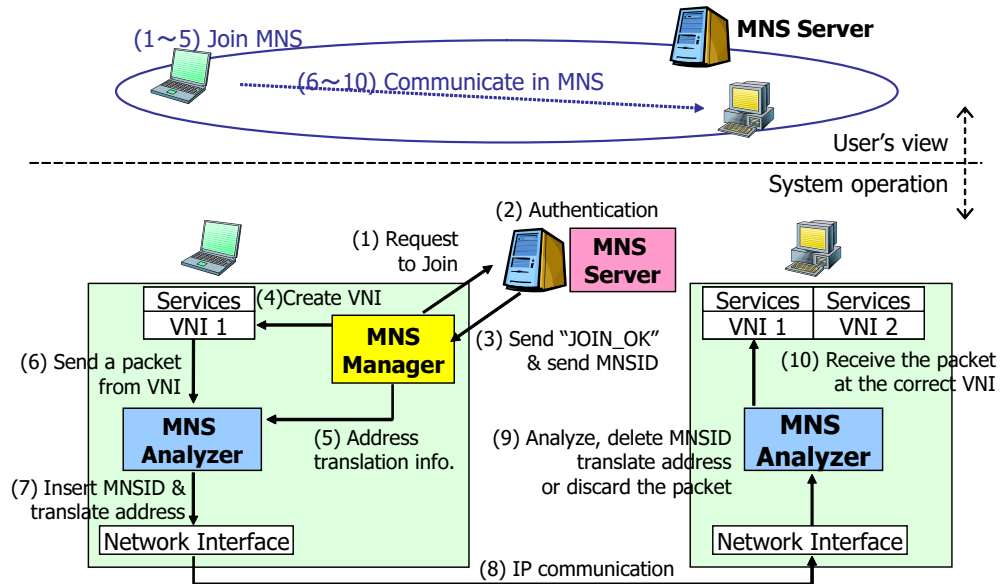 MNS Server
(1～5) Join MNS
(6～10) Communicate in MNS
User's view
System operation
(2) Authentication
(1) Request
to Join
MNS
Server
Services
VNI 1
(4)Create VNI
MNS
Manager
(3) Send “JOIN_OK”
& send MNSID
Services
Services
VNI 1
VNI 2
(6) Send a packet
from VNI
(10) Receive the packet
at the correct VNI
MNS
Analyzer
(5) Address
translation info.
(9) Analyze, delete MNSID
translate address
or discard the packet
MNS
Analyzer
(7) Insert MNSID &
translate address
Network Interface
Network Interface
(8) IP communication